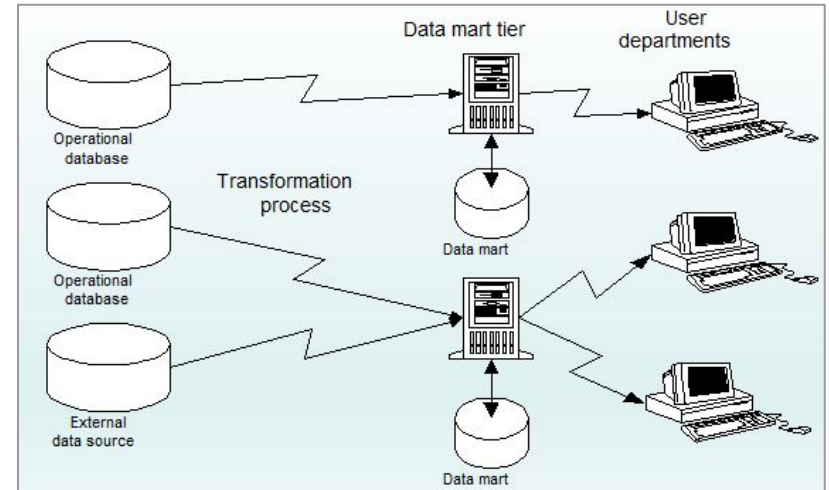 Data mart tier
User
departments
Operational
database
Transformation
process
Data mart
Operational
database
External
data source
Data mart